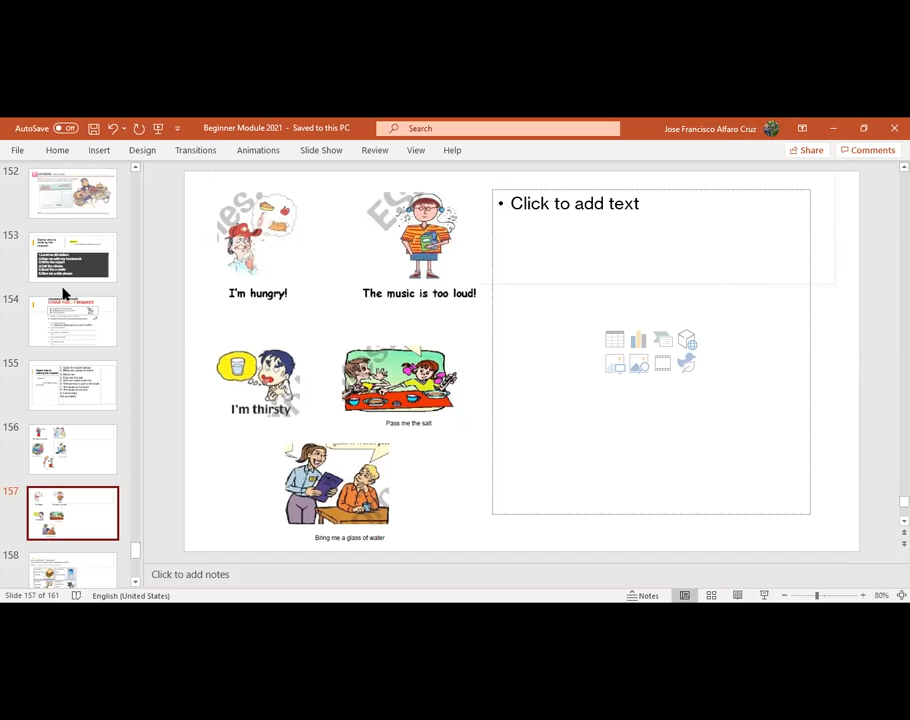 AutoSave Off Beginner Module 2021 - Saved to this PC Search Jose Francisco Alfaro Cruz
File Home Insert Design Transitions Animations Slide Show Review View Help Share Comments
152
153
154
COULD YOU...? REQUESTS
155
156
157
158
I'm hungry!
The music is too loud!
I'm thirsty
Pass me the salt
Bring me a glass of water
• Click to add text
Click to add notes
Slide 157 of 161 English (United States) Notes 80%